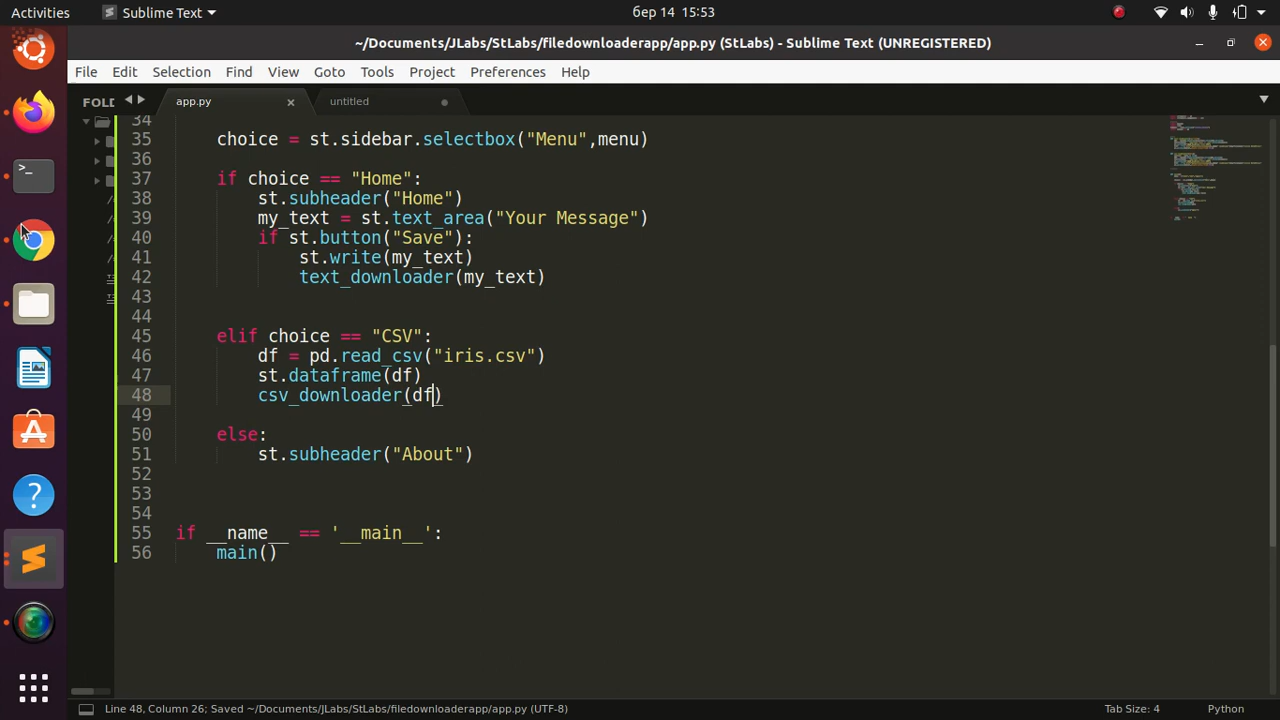 Activities
Sublime Text
бер 14 15:53
~/Documents/JLabs/StLabs/filedownloaderapp/app.py (StLabs) - Sublime Text (UNREGISTERED)
File Edit Selection Find View Goto Tools Project Preferences Help
FOLD
app.py
untitled
34
35 choice = st.sidebar.selectbox("Menu",menu)
36
37 if choice == "Home":
38 st.subheader("Home")
39 my_text = st.text_area("Your Message")
40 if st.button("Save"):
41 st.write(my_text)
42 text_downloader(my_text)
43
44
45 elif choice == "CSV":
46 df = pd.read_csv("iris.csv")
47 st.dataframe(df)
48 csv_downloader(df)
49
50 else:
51 st.subheader("About")
52
53
54
55 if __name__ == '__main__':
56 main()
Line 48, Column 26; Saved ~/Documents/JLabs/StLabs/filedownloaderapp/app.py (UTF-8)
Tab Size: 4
Python